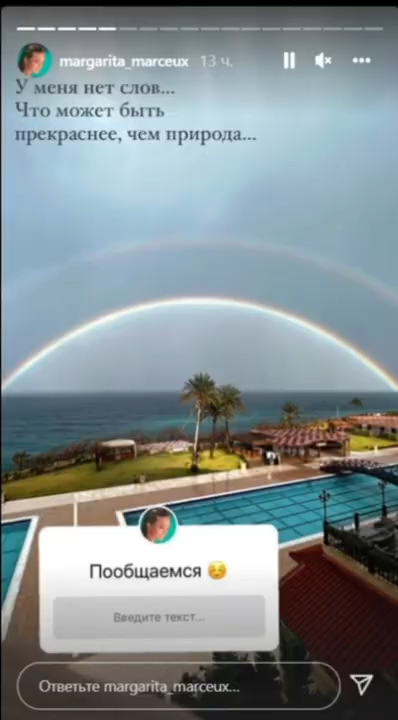 margarita_marceux 13 ч.
У меня нет слов...
Что может быть
прекраснее, чем природа...
Пообщаемся ☺️
Введите текст...
Ответьте margarita_marceux...